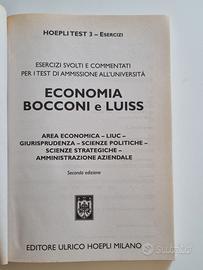 HOEPLI TEST 3 – ESERCIZI
ESERCIZI SVOLTI E COMMENTATI
PER I TEST DI AMMISSIONE ALL'UNIVERSITÀ
ECONOMIA
BOCCONI e LUISS
AREA ECONOMICA – LIUC –
GIURISPRUDENZA – SCIENZE POLITICHE –
SCIENZE STRATEGICHE –
AMMINISTRAZIONE AZIENDALE
Seconda edizione
EDITORE ULRICO HOEPLI MILANO
subito